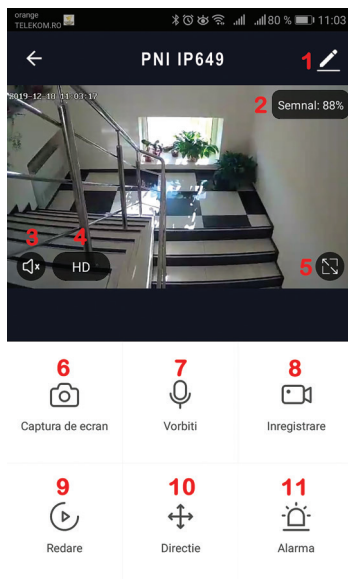 orange
TELEKOM.RO
80 % 11:03
PNI IP649
1
2019-12-10 11:03:17
2
Semnal: 88%
3
4
HD
5
6
7
8
Captura de ecran
Vorbiti
Inregistrare
9
10
11
Redare
Directie
Alarma